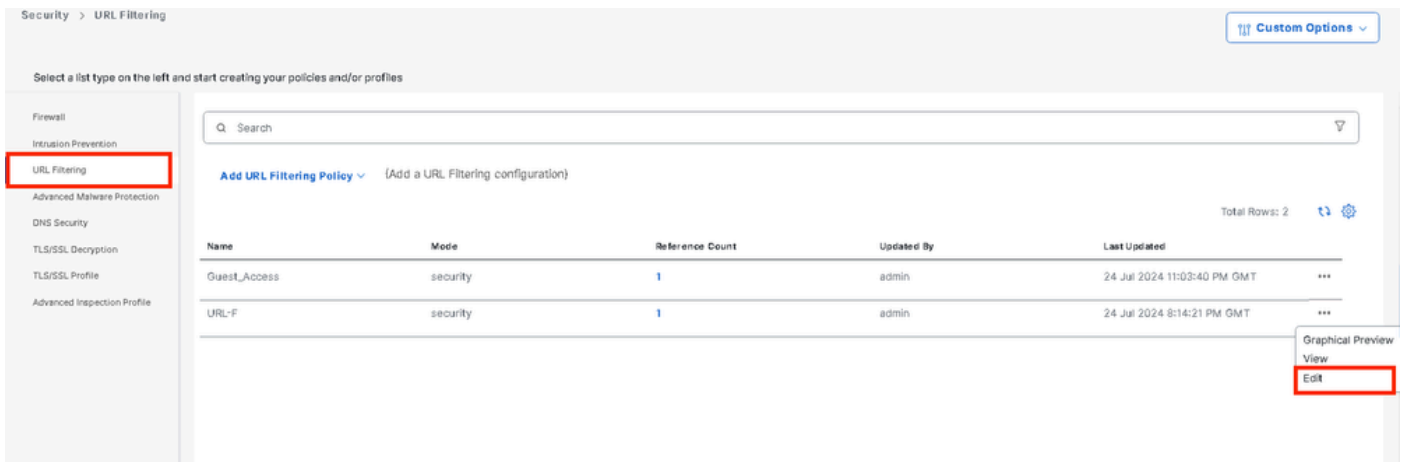 Security > URL Filtering
Custom Options
Select a list type on the left and start creating your policies and/or profiles
Firewall
Intrusion Prevention
URL Filtering
Advanced Malware Protection
DNS Security
TLS/SSL Decryption
TLS/SSL Profile
Advanced Inspection Profile
Search
Add URL Filtering Policy (Add a URL Filtering configuration)
Total Rows: 2
Name Mode Reference Count Updated By Last Updated
Guest_Access security 1 admin 24 Jul 2024 11:03:40 PM GMT ...
URL-F security 1 admin 24 Jul 2024 8:14:21 PM GMT ...
Graphical Preview
View
Edit